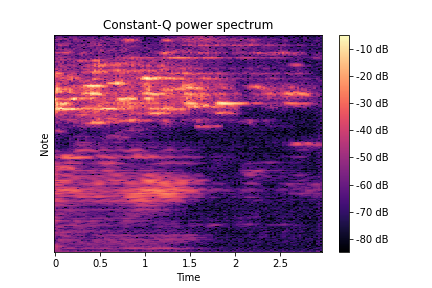 Constant-Q power spectrum
-10 dB
-20 dB
-30 dB
-40 dB
-50 dB
-60 dB
-70 dB
-80 dB
Note
0
0.5
1
1.5
2
2.5
Time